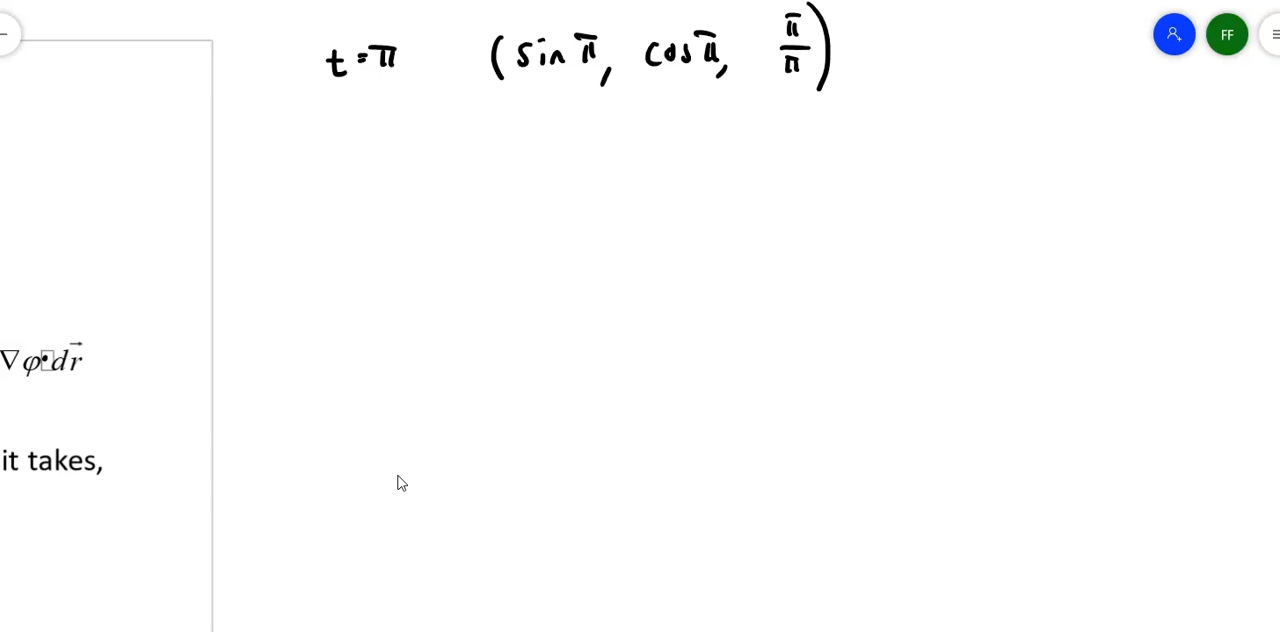 t = π (sin π, cos π, π/π)
FF
∇φ•dr⃗
it takes,